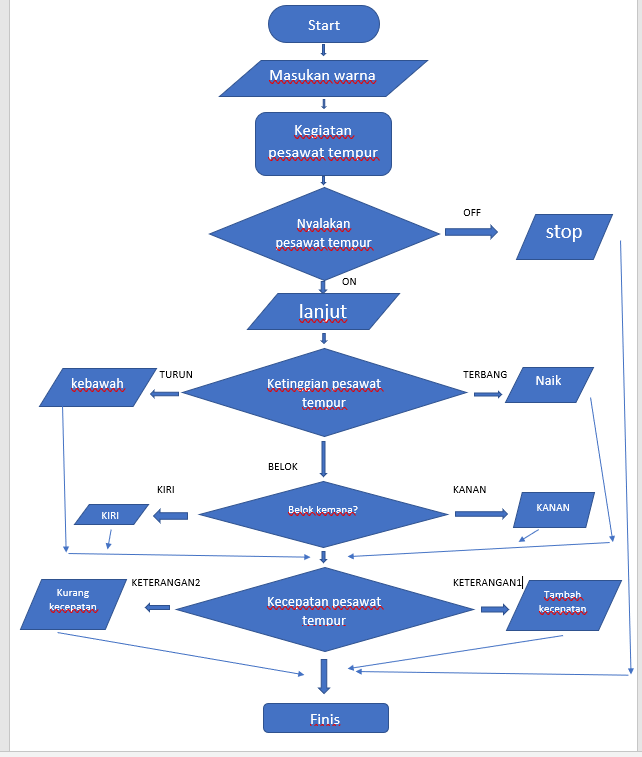 Start
Masukan warna
Kegiatan
pesawat tempur
Nyalakan
pesawat tempur
OFF
stop
ON
lanjut
TURUN
kebawah
Ketinggian pesawat
tempur
TERBANG
Naik
BELOK
KIRI
KIRI
Belok kemana?
KANAN
KANAN
KETERANGAN2
Kurang
kecepatan
Kecepatan pesawat
tempur
KETERANGAN1
Tambah
kecepatan
Finis